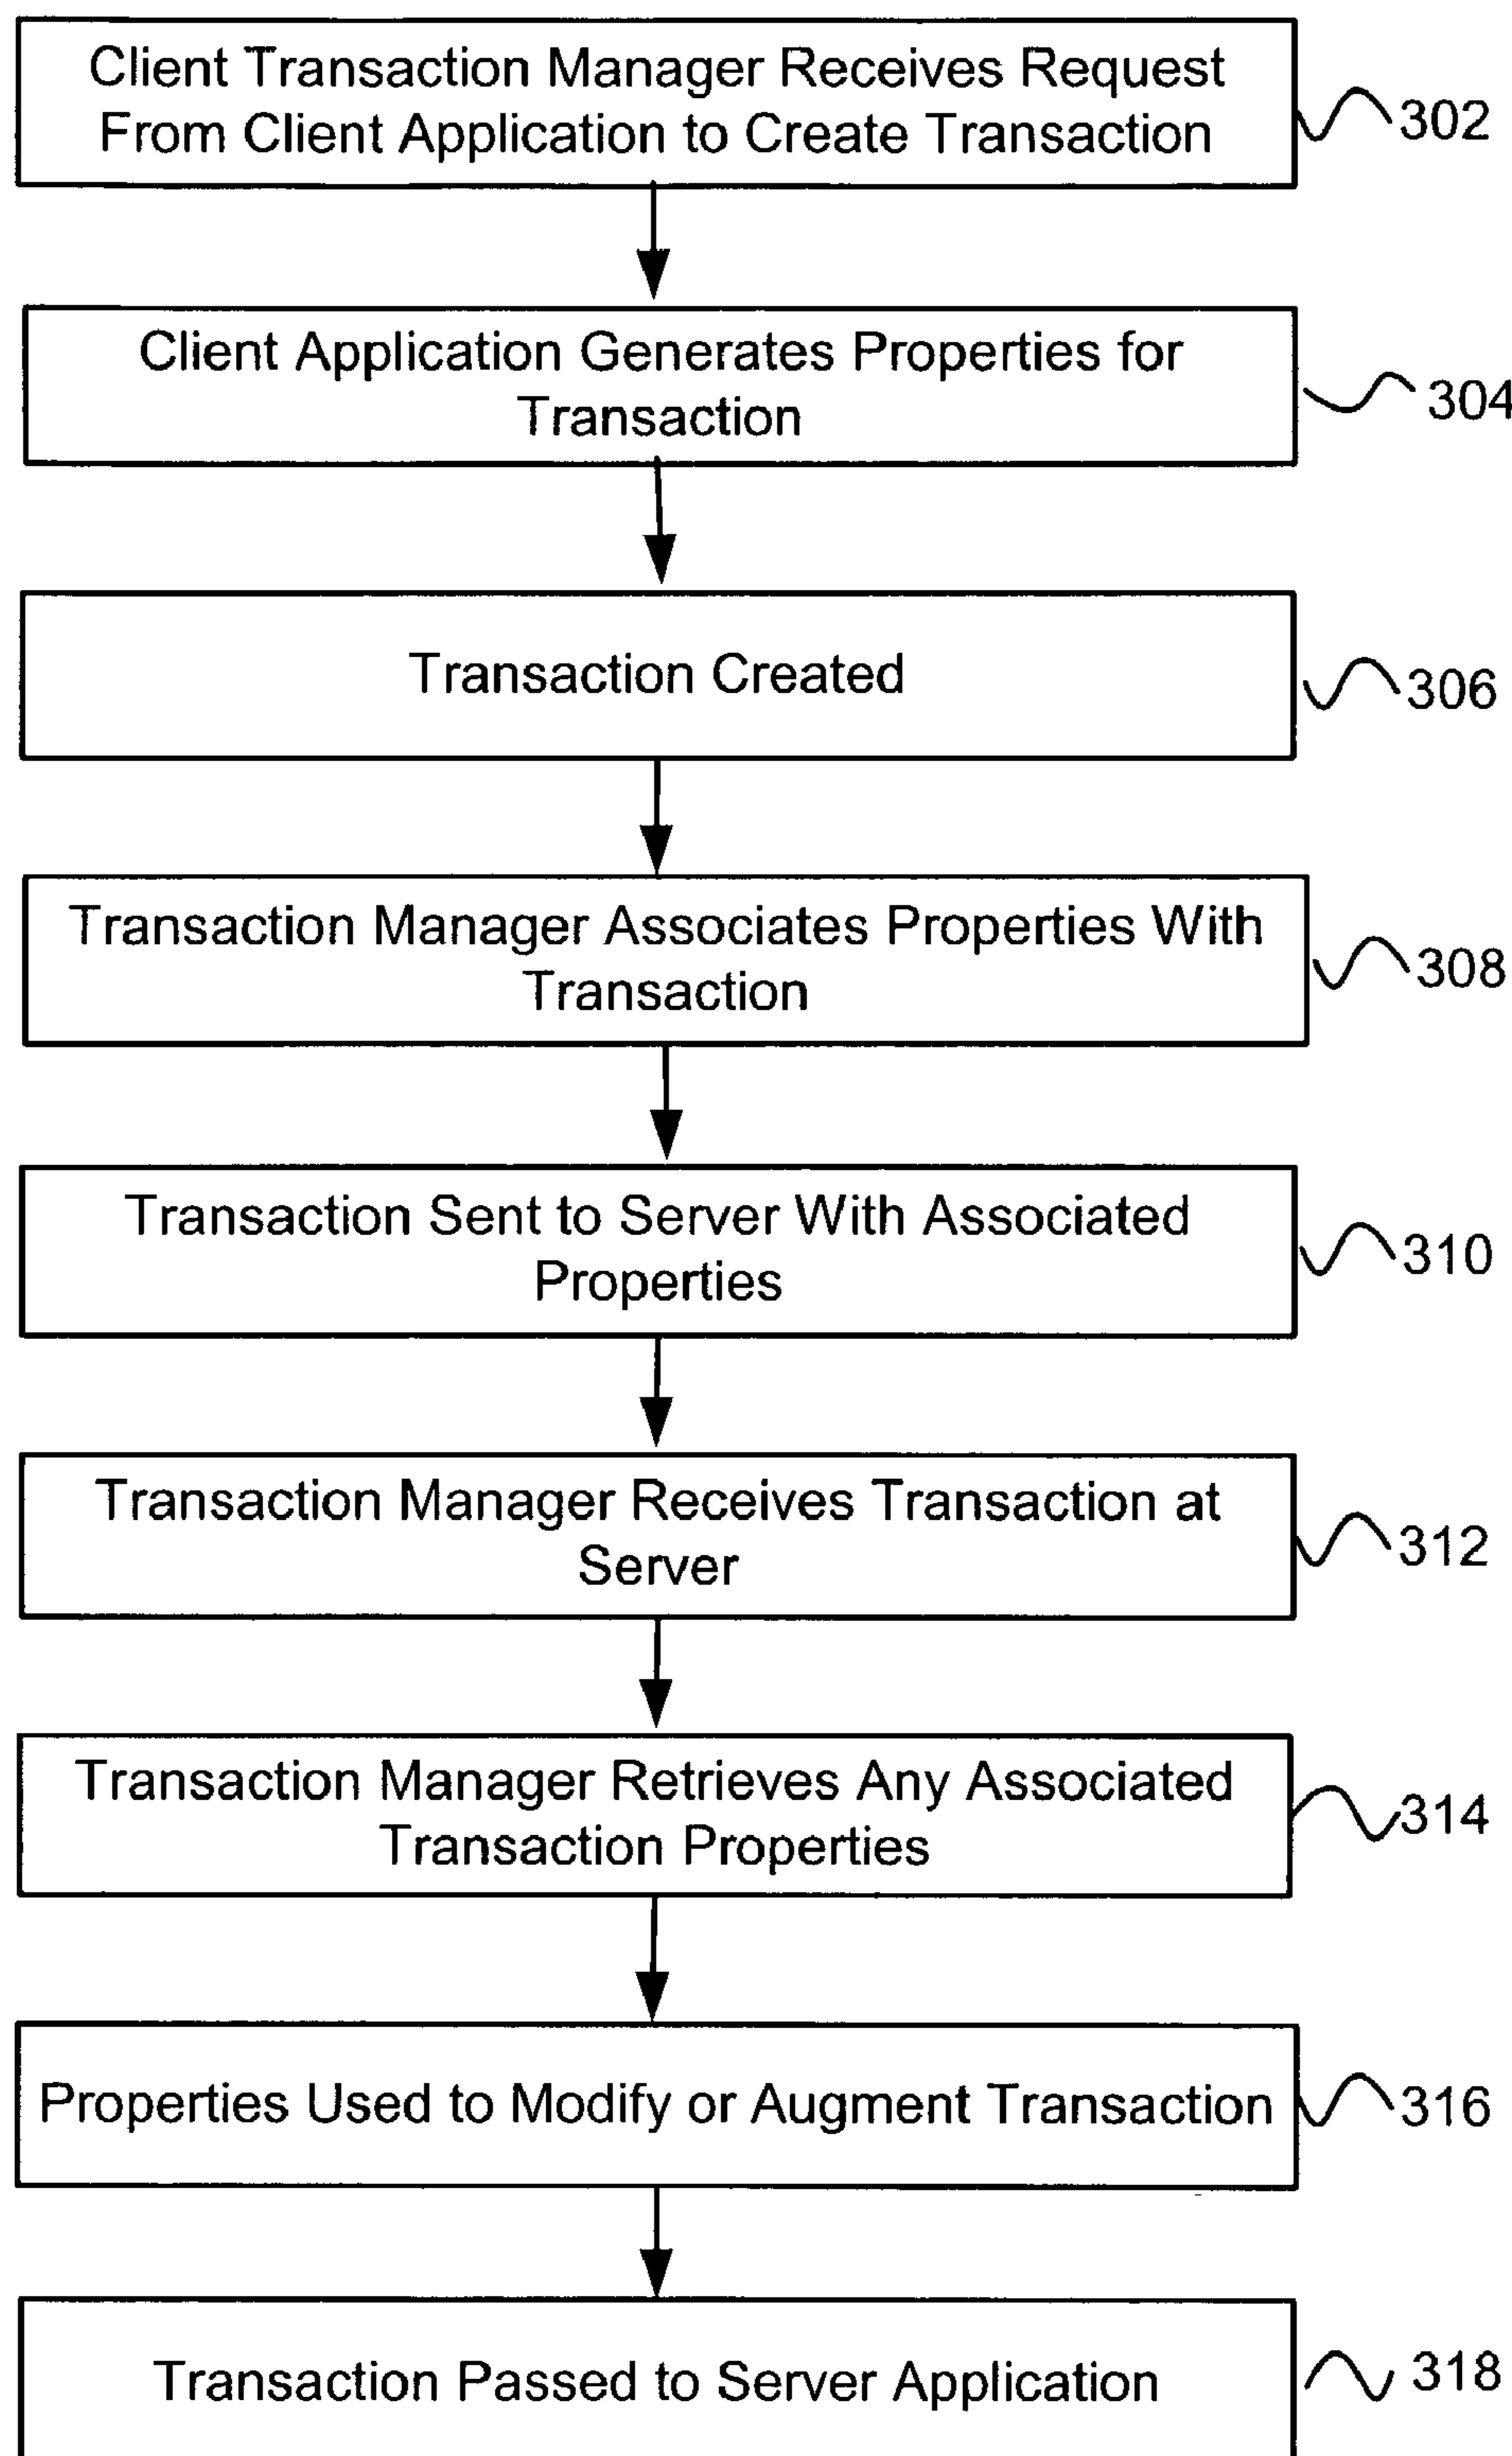 Client Transaction Manager Receives Request
From Client Application to Create Transaction
302
Client Application Generates Properties for
Transaction
304
Transaction Created
306
Transaction Manager Associates Properties With
Transaction
308
Transaction Sent to Server With Associated
Properties
310
Transaction Manager Receives Transaction at
Server
312
Transaction Manager Retrieves Any Associated
Transaction Properties
314
Properties Used to Modify or Augment Transaction
316
Transaction Passed to Server Application
318